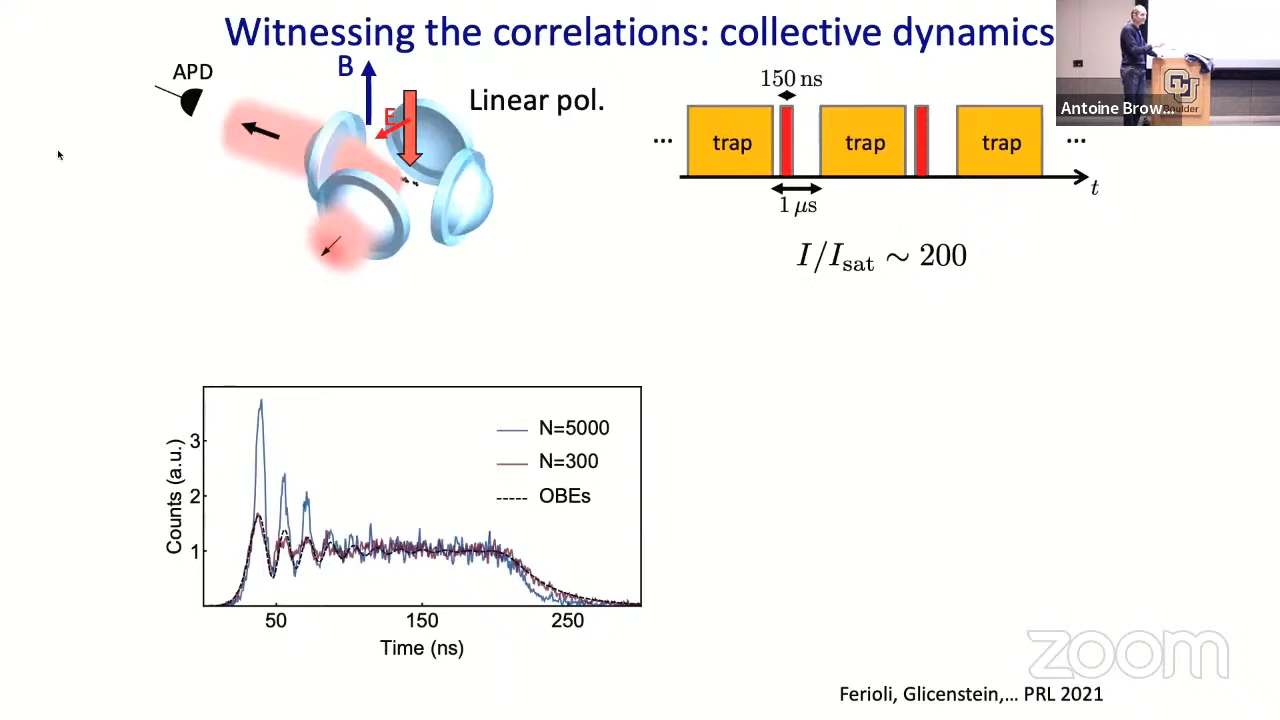 Witnessing the correlations: collective dynamics
APD
B
E
Linear pol.
150 ns
... trap trap trap ...
1 μs
t
I/I_sat ∼ 200
Antoine Brow...
Boulder
Counts (a.u.)
3
2
1
N=5000
N=300
OBEs
50 150 250
Time (ns)
zoom
Ferioli, Glicenstein,... PRL 2021